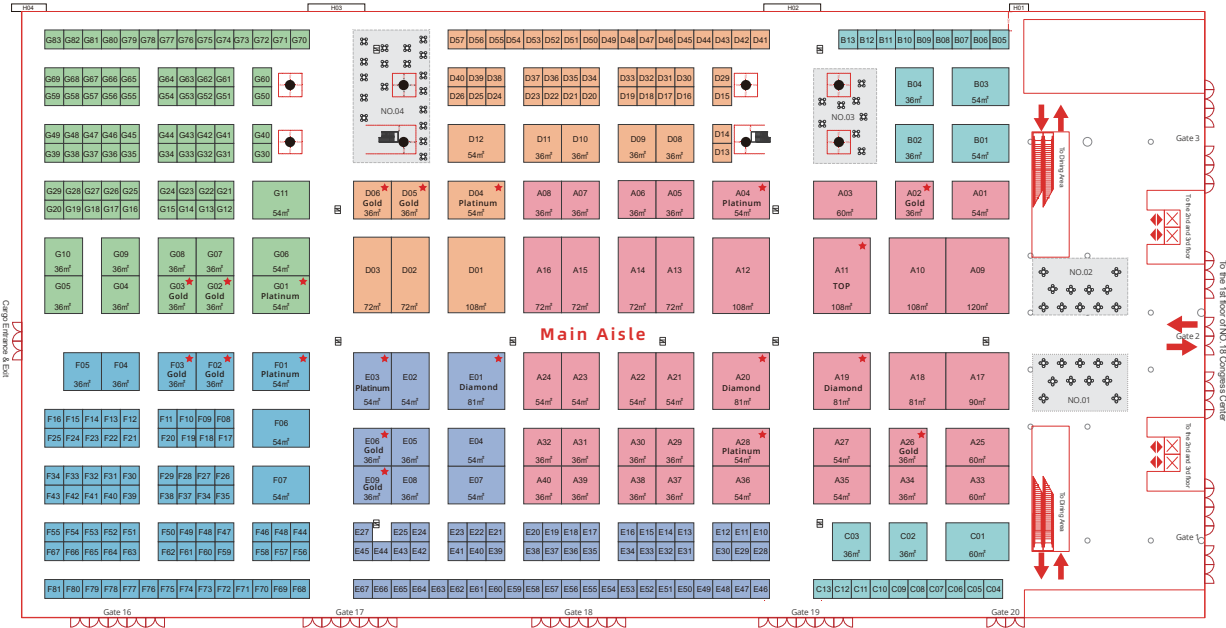 H04 H03 H02 H01
G83 G82 G81 G80 G79 G78 G77 G76 G75 G74 G73 G72 G71 G70
D57 D56 D55 D54 D53 D52 D51 D50 D49 D48 D47 D46 D45 D44 D43 D42 D41
B13 B12 B11 B10 B09 B08 B07 B06 B05
G69 G68 G67 G66 G65 G64 G63 G62 G61 G60
D40 D39 D38 D37 D36 D35 D34 D33 D32 D31 D30 D29
B04 B03
36㎡ 54㎡
G59 G58 G57 G56 G55 G54 G53 G52 G51 G50
D26 D25 D24 D23 D22 D21 D20 D19 D18 D17 D16 D15
NO.04
NO.03
G49 G48 G47 G46 G45 G44 G43 G42 G41 G40
D12 D11 D10 D09 D08 D14
54㎡ 36㎡ 36㎡ 36㎡ 36㎡ D13
B02 B01
36㎡ 54㎡
G39 G38 G37 G36 G35 G34 G33 G32 G31 G30
Gate 3
To Dining Area
G29 G28 G27 G26 G25 G24 G23 G22 G21 G11
G20 G19 G18 G17 G16 G15 G14 G13 G12 54㎡
D06 D05 D04 A08 A07 A06 A05 A04 A03 A02 A01
Gold Gold Platinum Platinum Gold
36㎡ 36㎡ 54㎡ 36㎡ 36㎡ 36㎡ 36㎡ 54㎡ 60㎡ 36㎡ 54㎡
To the 2nd and 3rd floor
G10 G09 G08 G07 G06
36㎡ 36㎡ 36㎡ 36㎡ 54㎡
G05 G04 G03 G02 G01
Gold Gold Platinum
36㎡ 36㎡ 36㎡ 36㎡ 54㎡
D03 D02 D01 A16 A15 A14 A13 A12 A11 A10 A09
TOP
72㎡ 72㎡ 108㎡ 72㎡ 72㎡ 72㎡ 72㎡ 108㎡ 108㎡ 108㎡ 120㎡
NO.02
Cargo Entrance & Exit
Main Aisle
Gate 2
To the 1st floor of NO.18 Congress Center
F05 F04 F03 F02 F01
Gold Gold Platinum
36㎡ 36㎡ 36㎡ 36㎡ 54㎡
E03 E02 E01 A24 A23 A22 A21 A20 A19 A18 A17
Platinum Diamond Diamond Diamond
54㎡ 54㎡ 81㎡ 54㎡ 54㎡ 54㎡ 54㎡ 81㎡ 81㎡ 81㎡ 90㎡
NO.01
F16 F15 F14 F13 F12 F11 F10 F09 F08 F06
F25 F24 F23 F22 F21 F20 F19 F18 F17 54㎡
E06 E05 E04 A32 A31 A30 A29 A28 A27 A26 A25
Gold Platinum Gold
36㎡ 36㎡ 54㎡ 36㎡ 36㎡ 36㎡ 36㎡ 54㎡ 54㎡ 36㎡ 60㎡
To the 2nd and 3rd floor
F34 F33 F32 F31 F30 F29 F28 F27 F26 F07
F43 F42 F41 F40 F39 F38 F37 F34 F35 54㎡
E09 E08 E07 A40 A39 A38 A37 A36 A35 A34 A33
Gold
36㎡ 36㎡ 54㎡ 36㎡ 36㎡ 36㎡ 36㎡ 54㎡ 54㎡ 36㎡ 60㎡
To Dining Area
F55 F54 F53 F52 F51 F50 F49 F48 F47 F46 F48 F44
E27 E25 E24 E23 E22 E21 E20 E19 E18 E17 E16 E15 E14 E13 E12 E11 E10
C03 C02 C01
36㎡ 36㎡ 60㎡
Gate 1
F67 F66 F65 F64 F63 F62 F61 F60 F59 F58 F57 F56
E45 E44 E43 E42 E41 E40 E39 E38 E37 E36 E35 E34 E33 E32 E31 E30 E29 E28
F81 F80 F79 F78 F77 F76 F75 F74 F73 F72 F71 F70 F69 F68
E67 E66 E65 E64 E63 E62 E61 E60 E59 E58 E57 E56 E55 E54 E53 E52 E51 E50 E49 E48 E47 E46
C13 C12 C11 C10 C09 C08 C07 C06 C05 C04
Gate 16 Gate 17 Gate 18 Gate 19 Gate 20